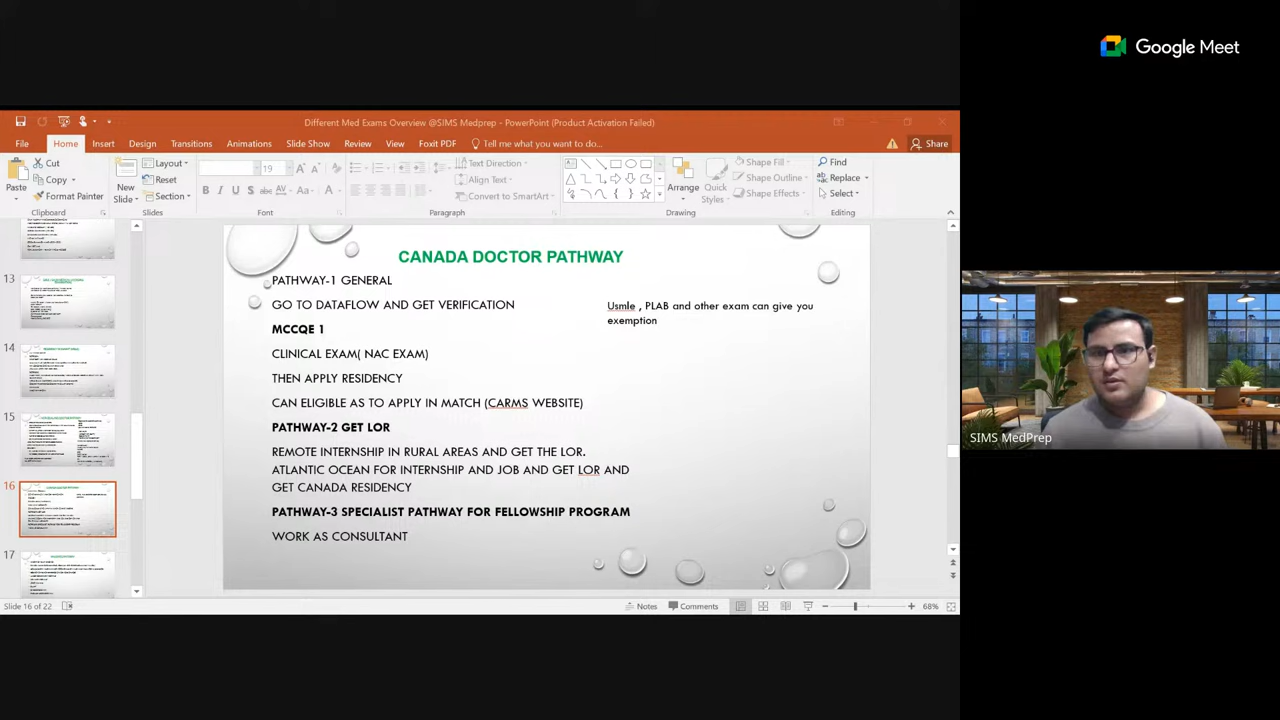 Google Meet
Different Med Exams Overview @SIMS Medprep - PowerPoint (Product Activation Failed)
File Home Insert Design Transitions Animations Slide Show Review View Foxit PDF Tell me what you want to do... Share
Paste
Cut
Copy
Format Painter
Clipboard
New Slide
Layout
Reset
Section
Slides
19
Font
Text Direction
Align Text
Convert to SmartArt
Paragraph
Arrange
Quick Styles
Shape Fill
Shape Outline
Shape Effects
Drawing
Find
Replace
Select
Editing
13
14
15
16
17
CANADA DOCTOR PATHWAY
PATHWAY-1 GENERAL
GO TO DATAFLOW AND GET VERIFICATION
MCCQE 1
CLINICAL EXAM( NAC EXAM)
THEN APPLY RESIDENCY
CAN ELIGIBLE AS TO APPLY IN MATCH (CARMS WEBSITE)
PATHWAY-2 GET LOR
REMOTE INTERNSHIP IN RURAL AREAS AND GET THE LOR.
ATLANTIC OCEAN FOR INTERNSHIP AND JOB AND GET LOR AND
GET CANADA RESIDENCY
PATHWAY-3 SPECIALIST PATHWAY FOR FELLOWSHIP PROGRAM
WORK AS CONSULTANT
Usmle , PLAB and other exam can give you
exemption
SIMS MedPrep
Slide 16 of 22
Notes Comments 68%